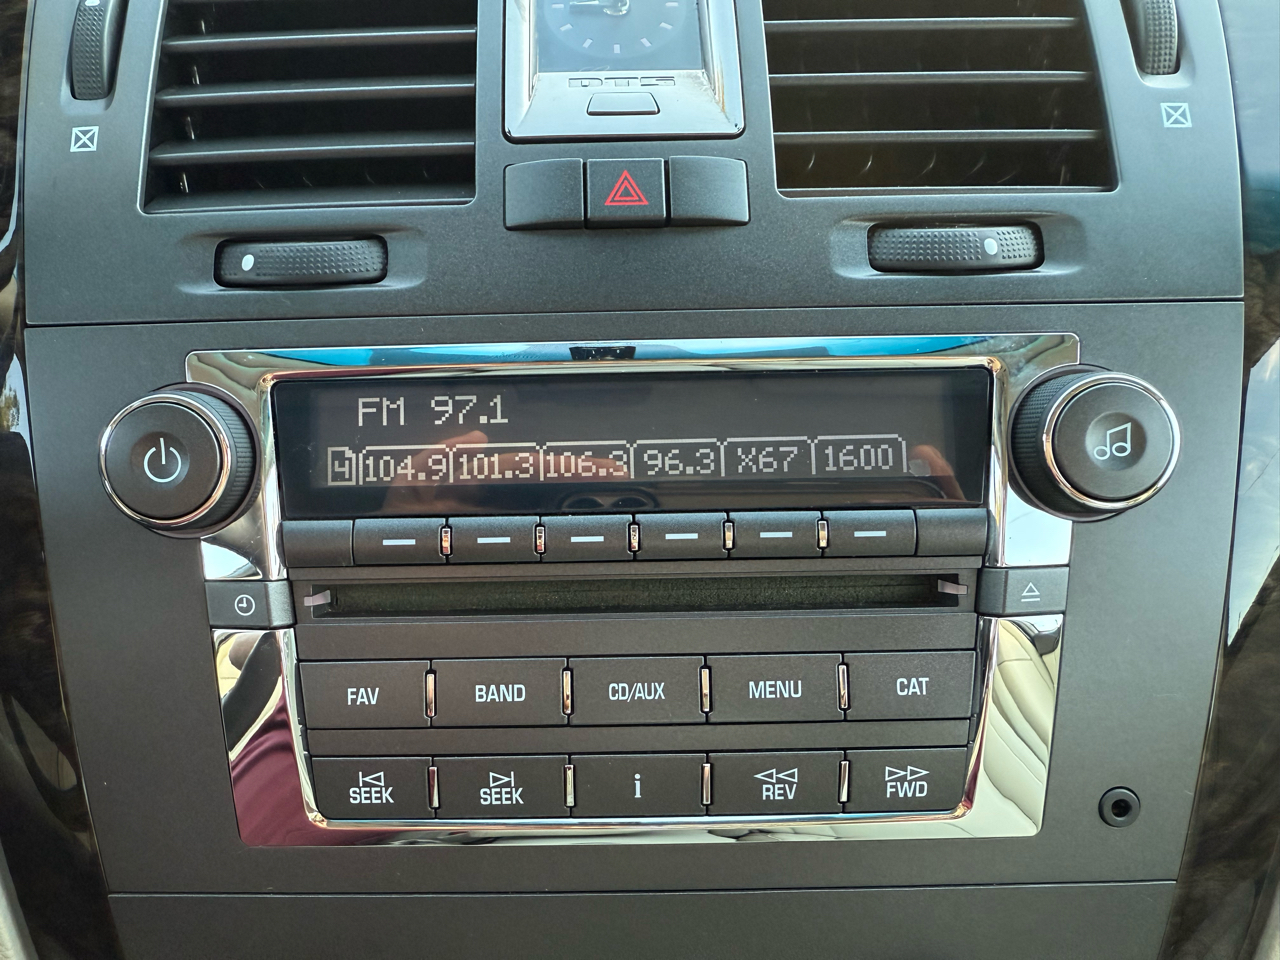 DTS
FM 97.1
4 104.9 101.3 106.3 96.3 X67 1600
FAV BAND CD/AUX MENU CAT
SEEK SEEK i REV FWD